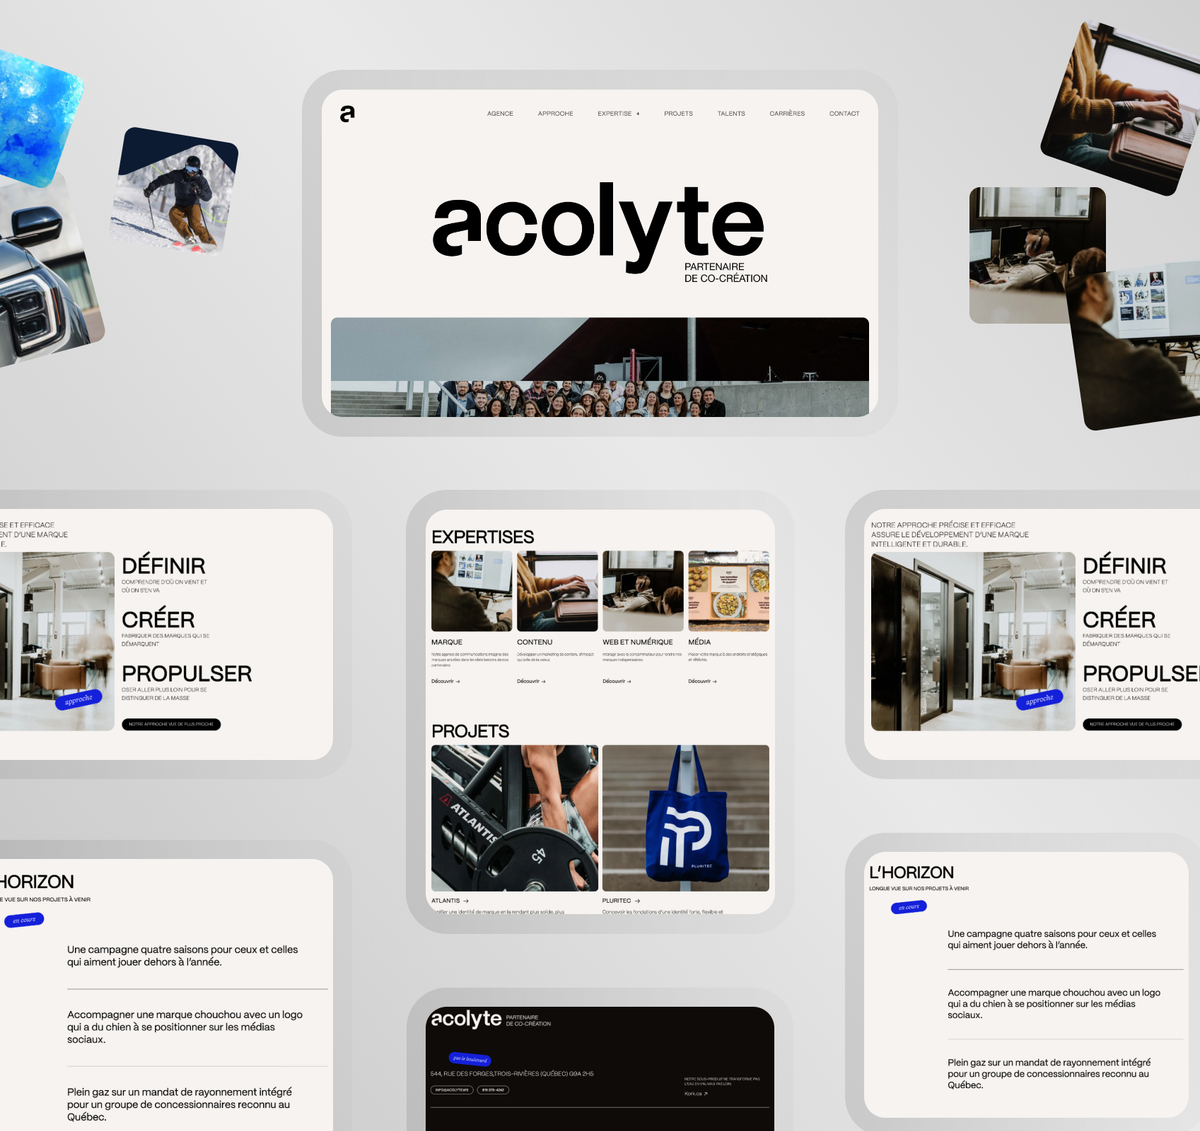 a
AGENCE
APPROCHE
EXPERTISE +
PROJETS
TALENTS
CARRIÈRES
CONTACT
acolyte
PARTENAIRE
DE CO-CRÉATION
SE ET EFFICACE
ENT D'UNE MARQUE
E.
DÉFINIR
COMPRENDRE D'OÙ ON VIENT ET
OÙ ON S'EN VA
CRÉER
FABRIQUER DES MARQUES QUI SE
DÉMARQUENT
PROPULSER
OSER ALLER PLUS LOIN POUR SE
DISTINGUER DE LA MASSE
approche
NOTRE APPROCHE VUE DE PLUS PROCHE
EXPERTISES
MARQUE
CONTENU
WEB ET NUMÉRIQUE
MÉDIA
Découvrir →
Découvrir →
Découvrir →
Découvrir →
PROJETS
ATLANTIS
45
PLURITEC
ATLANTIS →
PLURITEC →
NOTRE APPROCHE PRÉCISE ET EFFICACE
ASSURE LE DÉVELOPPEMENT D'UNE MARQUE
INTELLIGENTE ET DURABLE.
DÉFINIR
COMPRENDRE D'OÙ ON VIENT ET
OÙ ON S'EN VA
CRÉER
FABRIQUER DES MARQUES QUI SE
DÉMARQUENT
PROPULSER
OSER ALLER PLUS LOIN POUR SE
DISTINGUER DE LA MASSE
approche
NOTRE APPROCHE VUE DE PLUS PROCHE
HORIZON
E VUE SUR NOS PROJETS À VENIR
en cours
Une campagne quatre saisons pour ceux et celles
qui aiment jouer dehors à l'année.
Accompagner une marque chouchou avec un logo
qui a du chien à se positionner sur les médias
sociaux.
Plein gaz sur un mandat de rayonnement intégré
pour un groupe de concessionnaires reconnu au
Québec.
acolyte
PARTENAIRE
DE CO-CRÉATION
pas le boulevard
544, RUE DES FORGES,TROIS-RIVIÈRES (QUÉBEC) G9A 2H5
L'HORIZON
LONGUE VUE SUR NOS PROJETS À VENIR
en cours
Une campagne quatre saisons pour ceux et celles
qui aiment jouer dehors à l'année.
Accompagner une marque chouchou avec un logo
qui a du chien à se positionner sur les médias
sociaux.
Plein gaz sur un mandat de rayonnement intégré
pour un groupe de concessionnaires reconnu au
Québec.